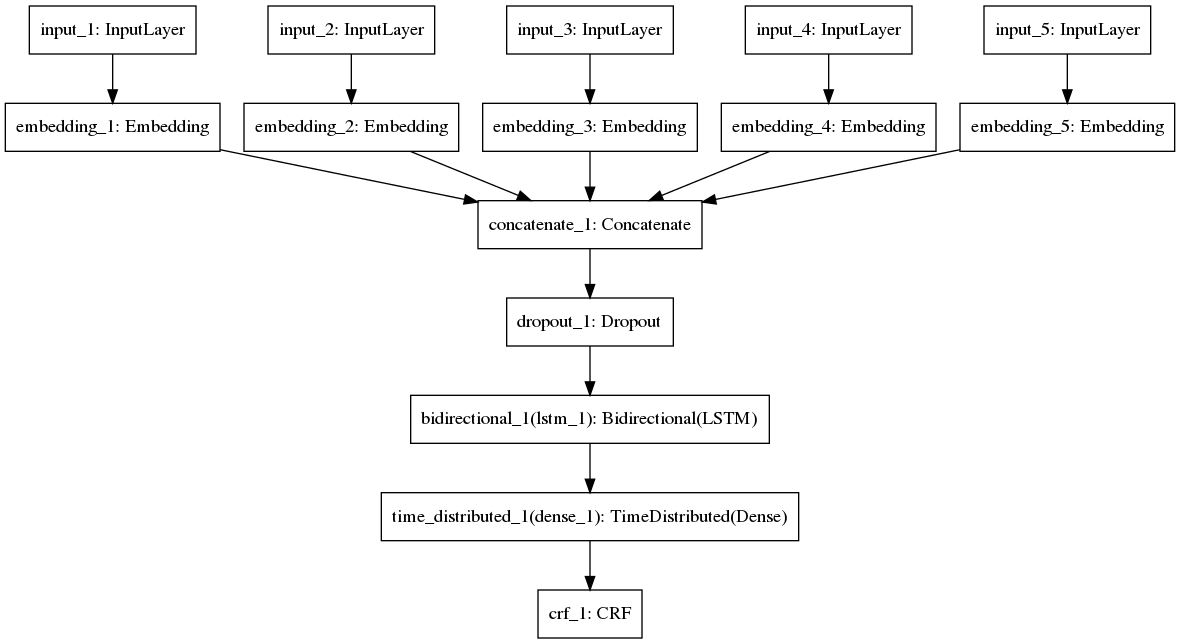 input_1: InputLayer
input_2: InputLayer
input_3: InputLayer
input_4: InputLayer
input_5: InputLayer
embedding_1: Embedding
embedding_2: Embedding
embedding_3: Embedding
embedding_4: Embedding
embedding_5: Embedding
concatenate_1: Concatenate
dropout_1: Dropout
bidirectional_1(lstm_1): Bidirectional(LSTM)
time_distributed_1(dense_1): TimeDistributed(Dense)
crf_1: CRF